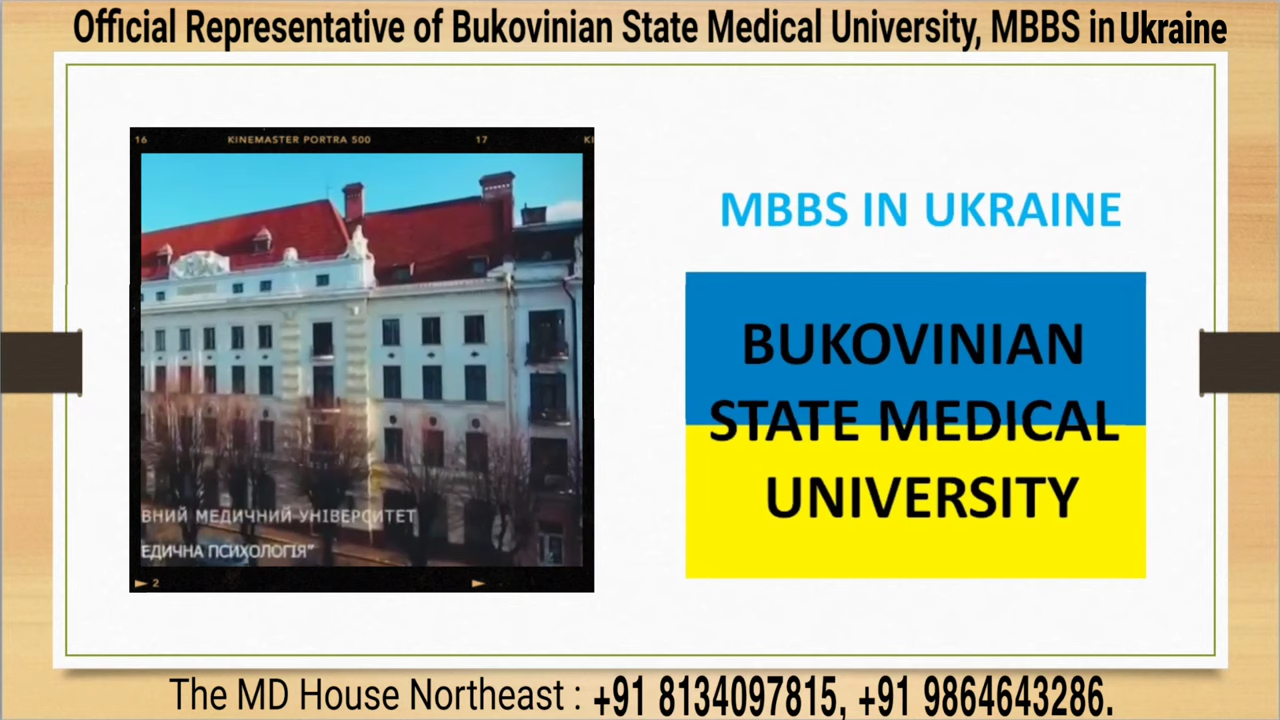 Official Representative of Bukovinian State Medical University, MBBS in Ukraine
16 KINEMASTER PORTRA 500 17 KI
MBBS IN UKRAINE
BUKOVINIAN
STATE MEDICAL
UNIVERSITY
ВНИЙ МЕДИЧНИЙ УНІВЕРСИТЕТ
ЕДИЧНА ПСИХОЛОГІЯ"
2
The MD House Northeast : +91 8134097815, +91 9864643286.